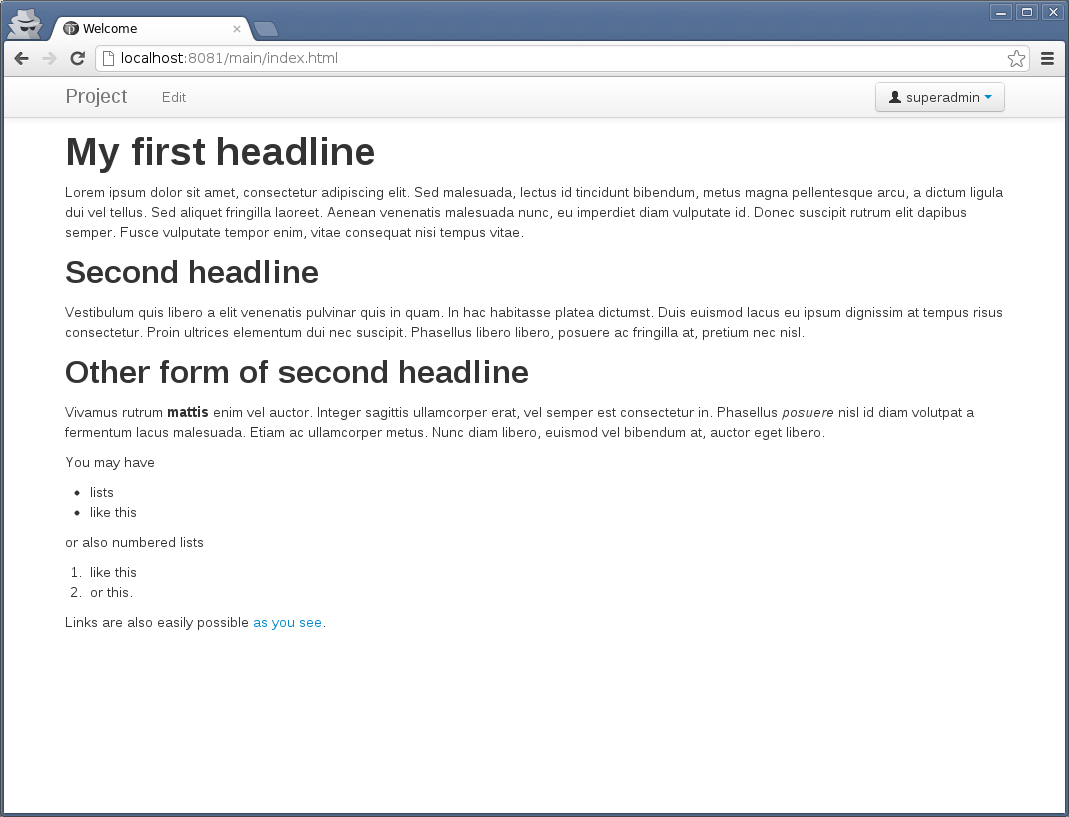 Welcome
localhost:8081/main/index.html
Project Edit superadmin
My first headline
Lorem ipsum dolor sit amet, consectetur adipiscing elit. Sed malesuada, lectus id tincidunt bibendum, metus magna pellentesque arcu, a dictum ligula
dui vel tellus. Sed aliquet fringilla laoreet. Aenean venenatis malesuada nunc, eu imperdiet diam vulputate id. Donec suscipit rutrum elit dapibus
semper. Fusce vulputate tempor enim, vitae consequat nisi tempus vitae.
Second headline
Vestibulum quis libero a elit venenatis pulvinar quis in quam. In hac habitasse platea dictumst. Duis euismod lacus eu ipsum dignissim at tempus risus
consectetur. Proin ultrices elementum dui nec suscipit. Phasellus libero libero, posuere ac fringilla at, pretium nec nisl.
Other form of second headline
Vivamus rutrum mattis enim vel auctor. Integer sagittis ullamcorper erat, vel semper est consectetur in. Phasellus posuere nisl id diam volutpat a
fermentum lacus malesuada. Etiam ac ullamcorper metus. Nunc diam libero, euismod vel bibendum at, auctor eget libero.
You may have
• lists
• like this
or also numbered lists
1. like this
2. or this.
Links are also easily possible as you see.